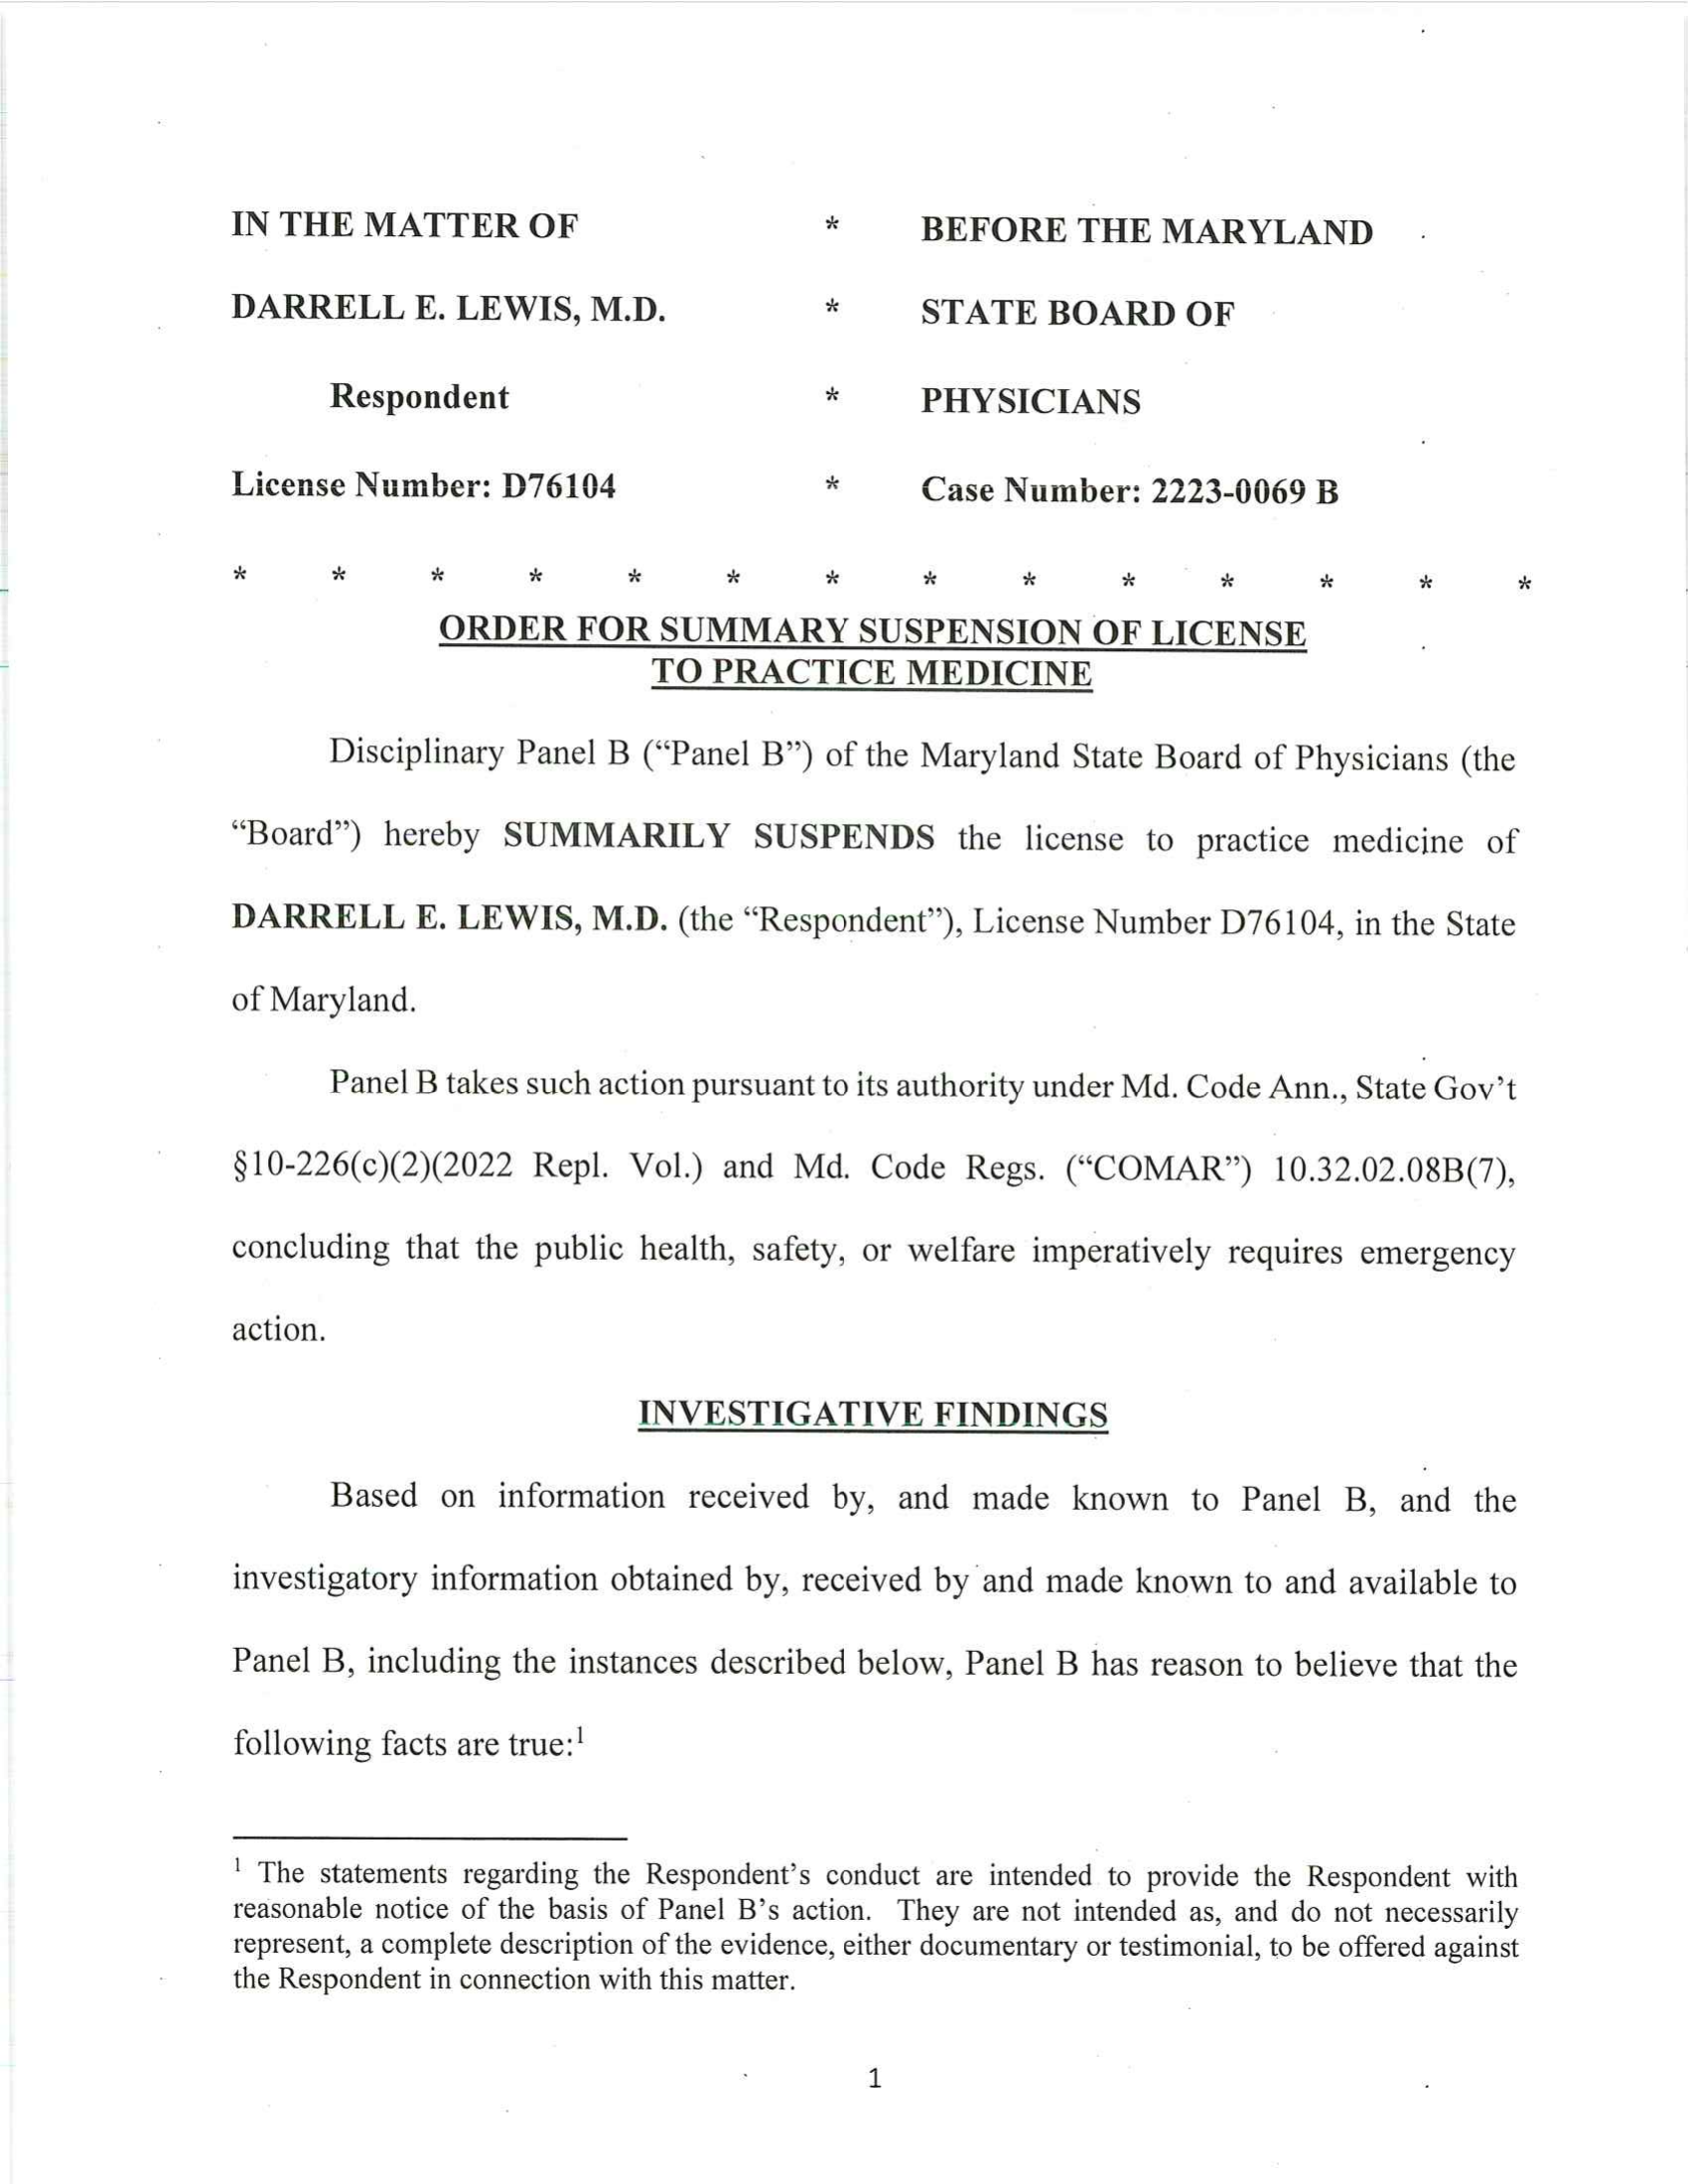 IN THE MATTER OF * BEFORE THE MARYLAND
DARRELL E. LEWIS, M.D. * STATE BOARD OF
Respondent * PHYSICIANS
License Number: D76104 * Case Number: 2223-0069 B
* * * * * * * * * * * * * *
ORDER FOR SUMMARY SUSPENSION OF LICENSE
TO PRACTICE MEDICINE
Disciplinary Panel B (“Panel B”) of the Maryland State Board of Physicians (the
“Board”) hereby SUMMARILY SUSPENDS the license to practice medicine of
DARRELL E. LEWIS, M.D. (the “Respondent”), License Number D76104, in the State
of Maryland.
Panel B takes such action pursuant to its authority under Md. Code Ann., State Gov’t
§10-226(c)(2)(2022 Repl. Vol.) and Md. Code Regs. (“COMAR”) 10.32.02.08B(7),
concluding that the public health, safety, or welfare imperatively requires emergency
action.
INVESTIGATIVE FINDINGS
Based on information received by, and made known to Panel B, and the
investigatory information obtained by, received by and made known to and available to
Panel B, including the instances described below, Panel B has reason to believe that the
following facts are true:1
1 The statements regarding the Respondent’s conduct are intended to provide the Respondent with
reasonable notice of the basis of Panel B’s action. They are not intended as, and do not necessarily
represent, a complete description of the evidence, either documentary or testimonial, to be offered against
the Respondent in connection with this matter.
1